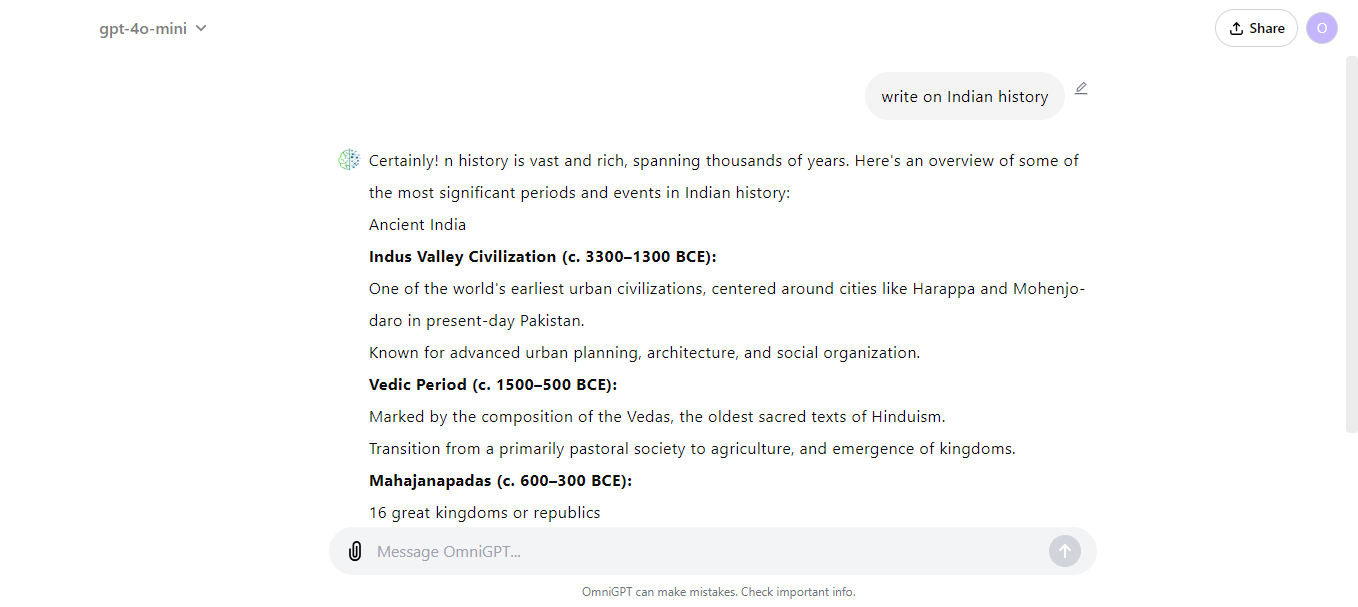 gpt-4o-mini
Share
O
write on Indian history
Certainly! n history is vast and rich, spanning thousands of years. Here's an overview of some of
the most significant periods and events in Indian history:
Ancient India
Indus Valley Civilization (c. 3300–1300 BCE):
One of the world's earliest urban civilizations, centered around cities like Harappa and Mohenjo-
daro in present-day Pakistan.
Known for advanced urban planning, architecture, and social organization.
Vedic Period (c. 1500–500 BCE):
Marked by the composition of the Vedas, the oldest sacred texts of Hinduism.
Transition from a primarily pastoral society to agriculture, and emergence of kingdoms.
Mahajanapadas (c. 600–300 BCE):
16 great kingdoms or republics
Message OmniGPT...
OmniGPT can make mistakes. Check important info.